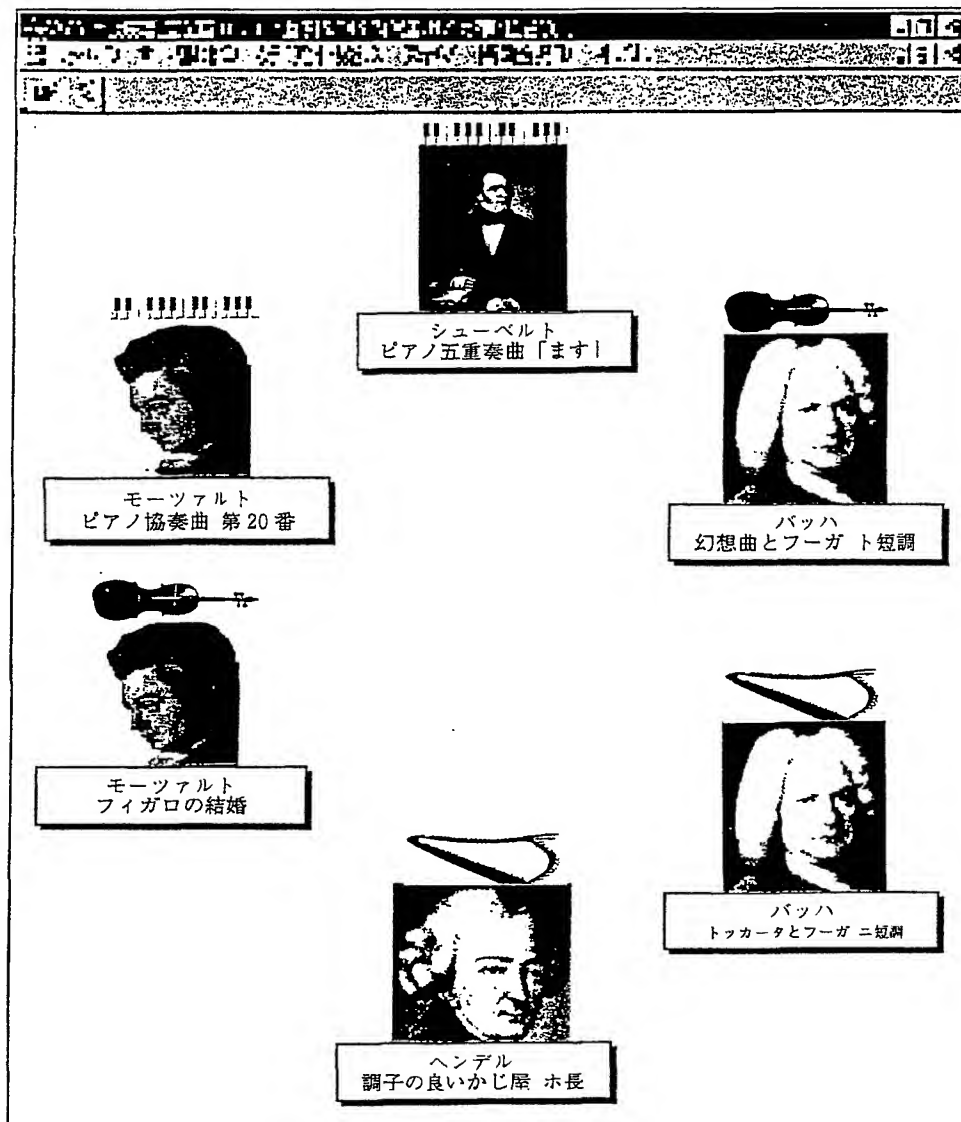 シューベルト
ピアノ五重奏曲「ます」
モーツァルト
ピアノ協奏曲 第20番
バッハ
幻想曲とフーガ ト短調
モーツァルト
フィガロの結婚
バッハ
トッカータとフーガ ニ短調
ヘンデル
調子の良いかじ屋 ホ長